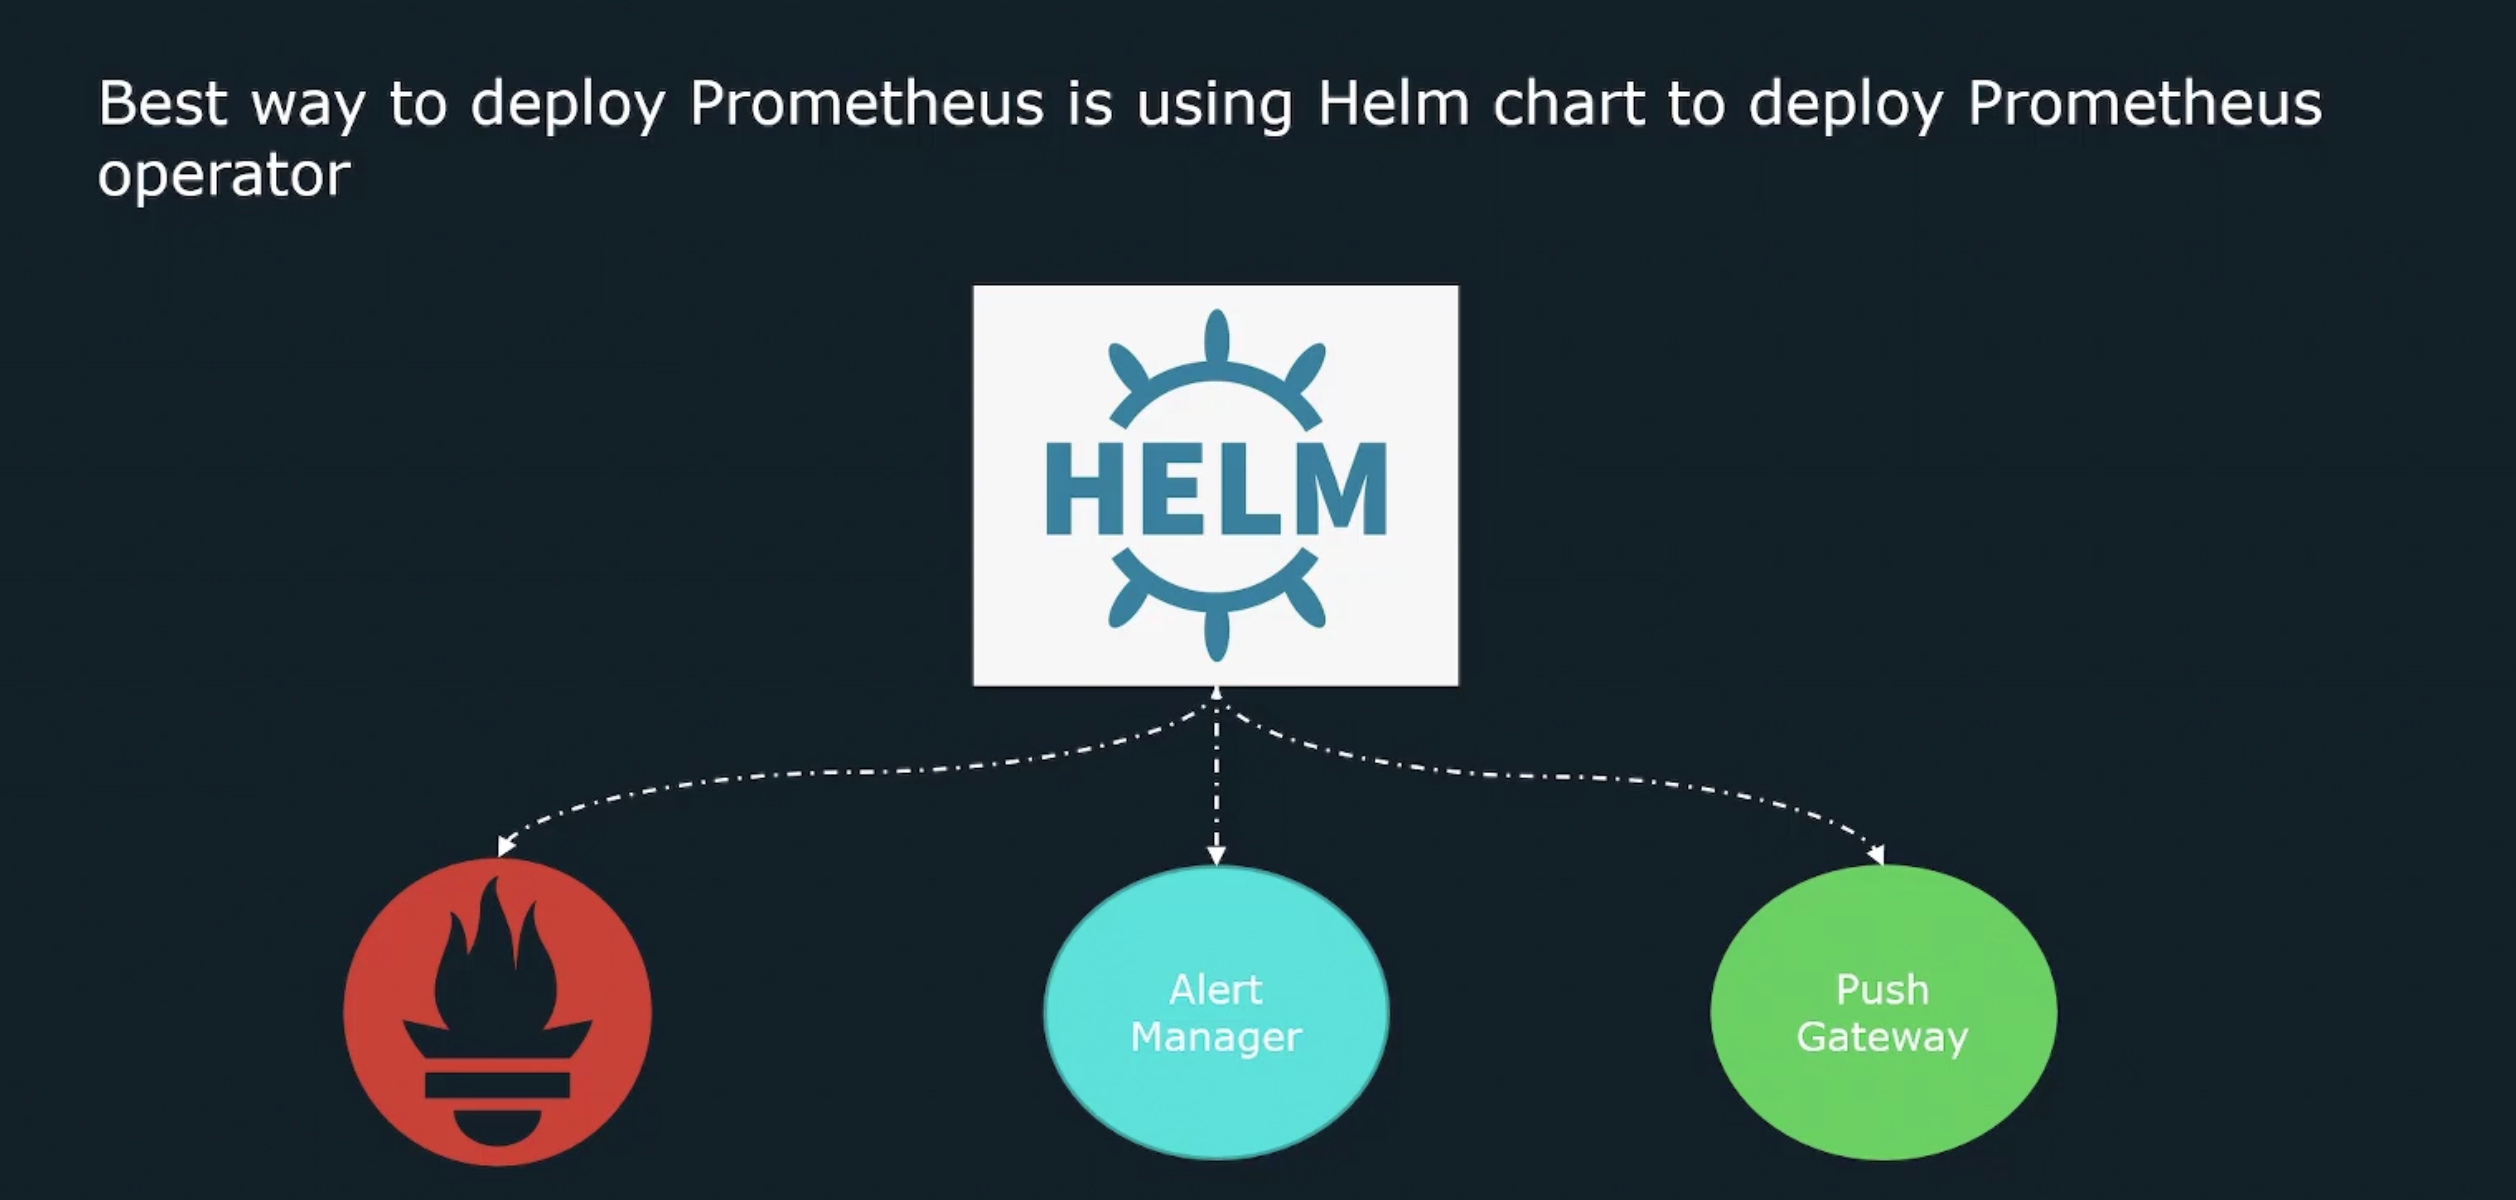 Best way to deploy Prometheus is using Helm chart to deploy Prometheus
operator
HELM
Alert
Manager
Push
Gateway